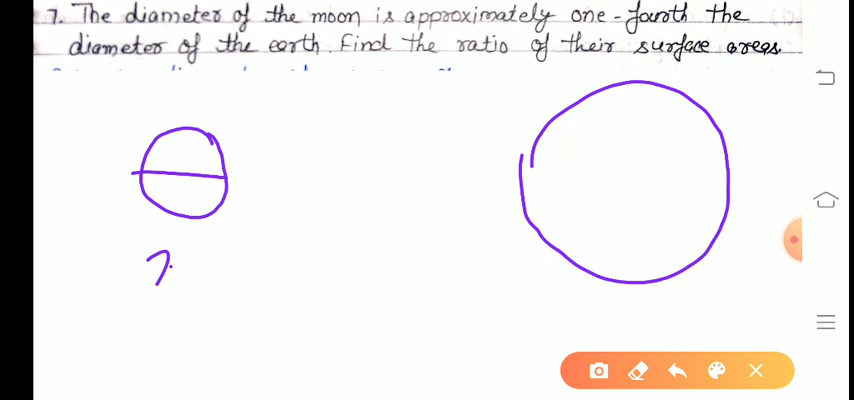 7. The diameter of the moon is approximately one-fourth the
diameter of the earth. Find the ratio of their surface areas.